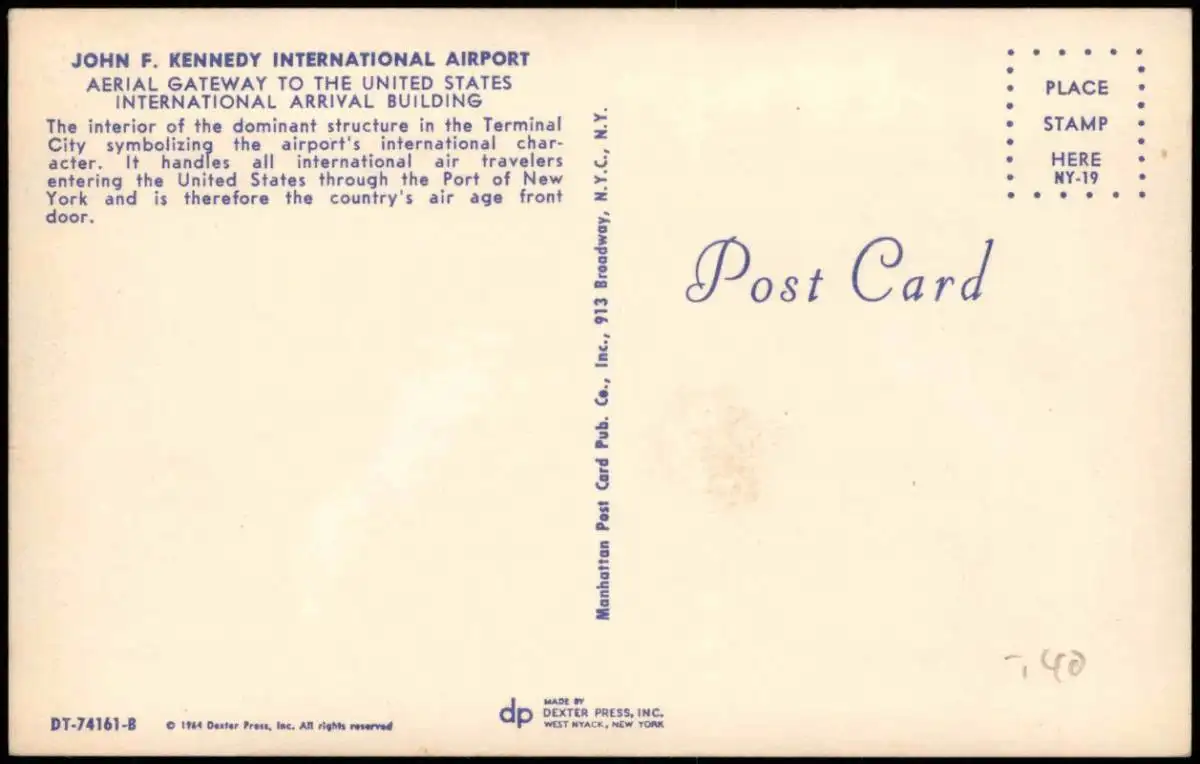 JOHN F. KENNEDY INTERNATIONAL AIRPORT
AERIAL GATEWAY TO THE UNITED STATES
INTERNATIONAL ARRIVAL BUILDING
The interior of the dominant structure in the Terminal
City symbolizing the airport's international char-
acter. It handles all international air travelers
entering the United States through the Port of New
York and is therefore the country's air age front
door.
Manhattan Post Card Pub. Co., Inc., 913 Broadway, N.Y.C., N.Y.
PLACE
STAMP
HERE
NY-19
Post Card
-,40
DT-74161-B © 1964 Dexter Press, Inc. All rights reserved
dp
MADE BY
DEXTER PRESS, INC.
WEST NYACK, NEW YORK